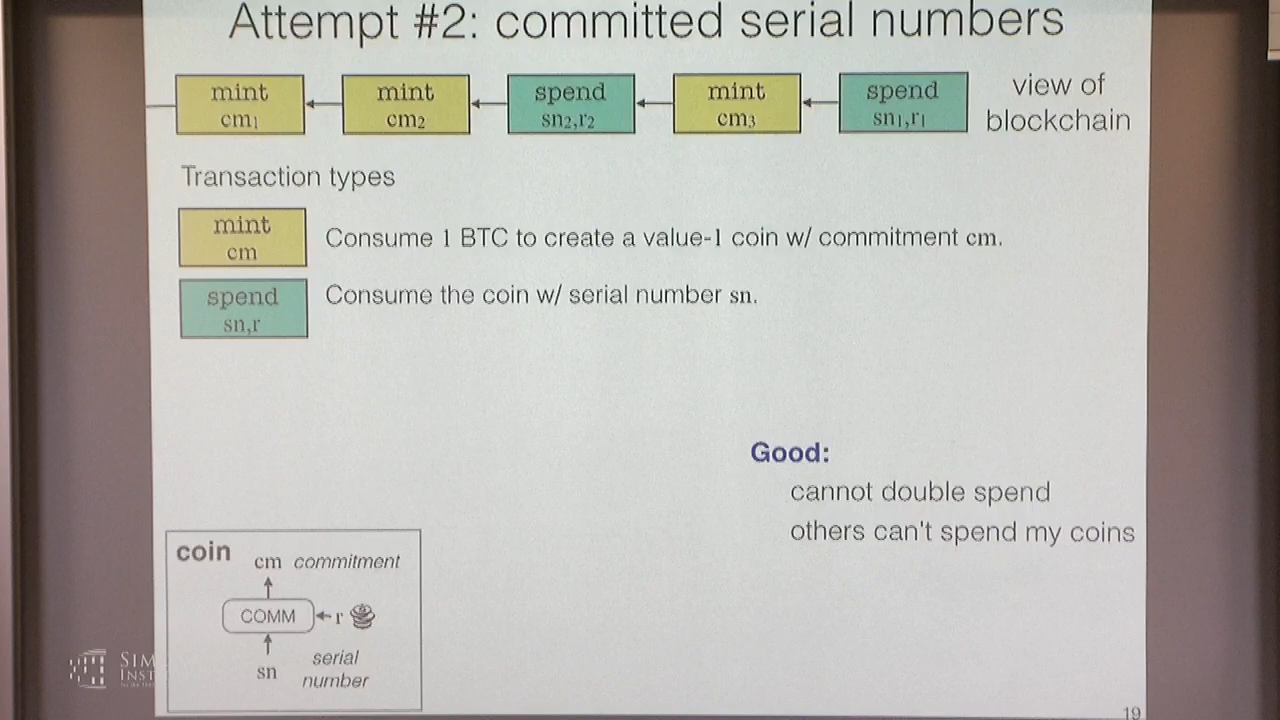 Attempt #2: committed serial numbers
mint
cm₁
mint
cm₂
spend
sn₂,r₂
mint
cm₃
spend
sn₁,r₁
view of
blockchain
Transaction types
mint
cm
Consume 1 BTC to create a value-1 coin w/ commitment cm.
spend
sn,r
Consume the coin w/ serial number sn.
Good:
cannot double spend
others can't spend my coins
coin
cm commitment
COMM
r
sn
serial
number
19